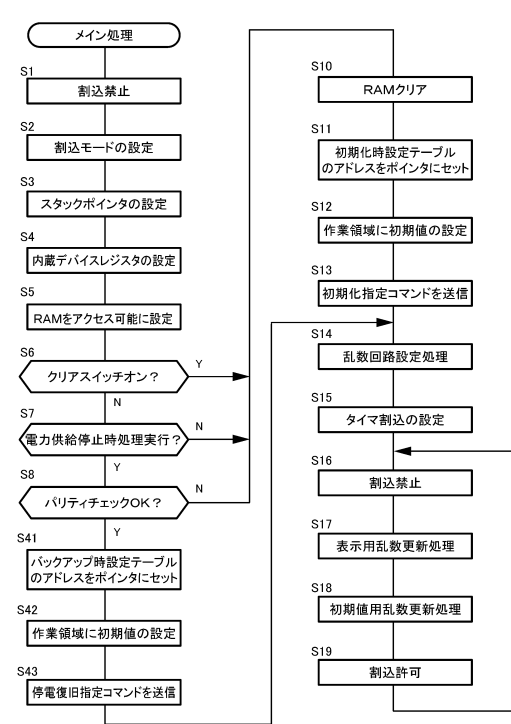 メイン処理
S1
割込禁止
S2
割込モードの設定
S3
スタックポインタの設定
S4
内蔵デバイスレジスタの設定
S5
RAMをアクセス可能に設定
S6
クリアスイッチオン？
Y
N
S7
電力供給停止時処理実行？
N
Y
S8
パリティチェックOK？
N
Y
S41
バックアップ時設定テーブル
のアドレスをポインタにセット
S42
作業領域に初期値の設定
S43
停電復旧指定コマンドを送信
S10
RAMクリア
S11
初期化時設定テーブル
のアドレスをポインタにセット
S12
作業領域に初期値の設定
S13
初期化指定コマンドを送信
S14
乱数回路設定処理
S15
タイマ割込の設定
S16
割込禁止
S17
表示用乱数更新処理
S18
初期値用乱数更新処理
S19
割込許可